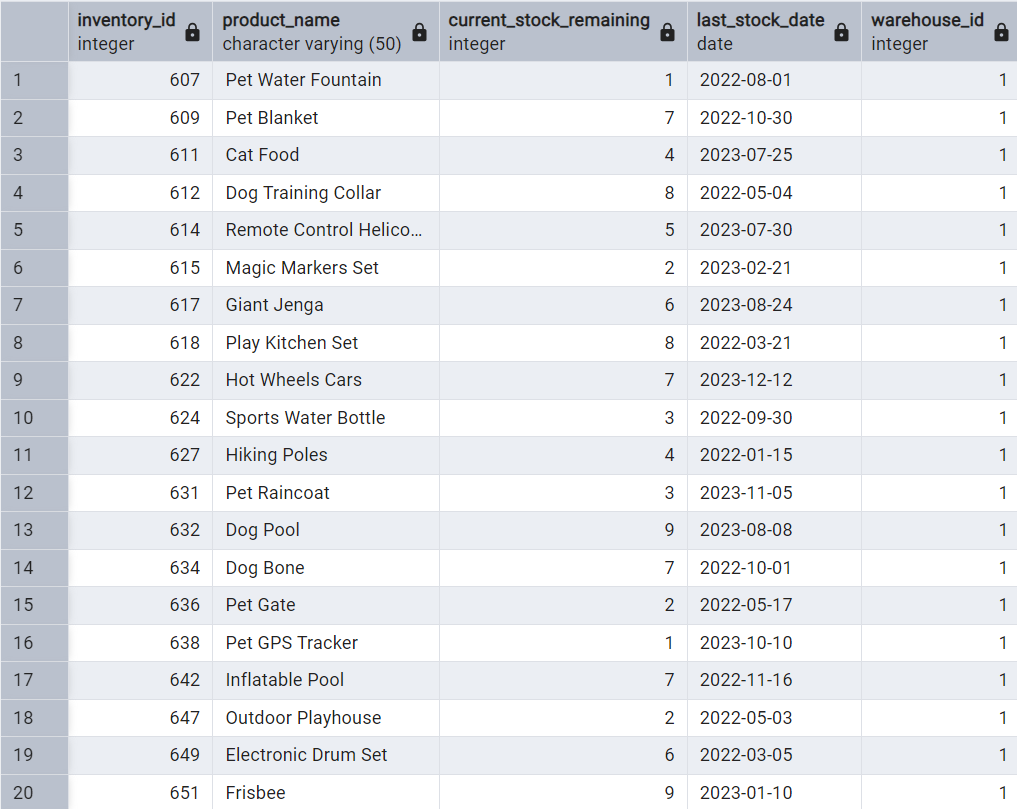 inventory_id product_name current_stock_remaining last_stock_date warehouse_id
integer character varying (50) integer date integer
1 607 Pet Water Fountain 1 2022-08-01 1
2 609 Pet Blanket 7 2022-10-30 1
3 611 Cat Food 4 2023-07-25 1
4 612 Dog Training Collar 8 2022-05-04 1
5 614 Remote Control Helico... 5 2023-07-30 1
6 615 Magic Markers Set 2 2023-02-21 1
7 617 Giant Jenga 6 2023-08-24 1
8 618 Play Kitchen Set 8 2022-03-21 1
9 622 Hot Wheels Cars 7 2023-12-12 1
10 624 Sports Water Bottle 3 2022-09-30 1
11 627 Hiking Poles 4 2022-01-15 1
12 631 Pet Raincoat 3 2023-11-05 1
13 632 Dog Pool 9 2023-08-08 1
14 634 Dog Bone 7 2022-10-01 1
15 636 Pet Gate 2 2022-05-17 1
16 638 Pet GPS Tracker 1 2023-10-10 1
17 642 Inflatable Pool 7 2022-11-16 1
18 647 Outdoor Playhouse 2 2022-05-03 1
19 649 Electronic Drum Set 6 2022-03-05 1
20 651 Frisbee 9 2023-01-10 1